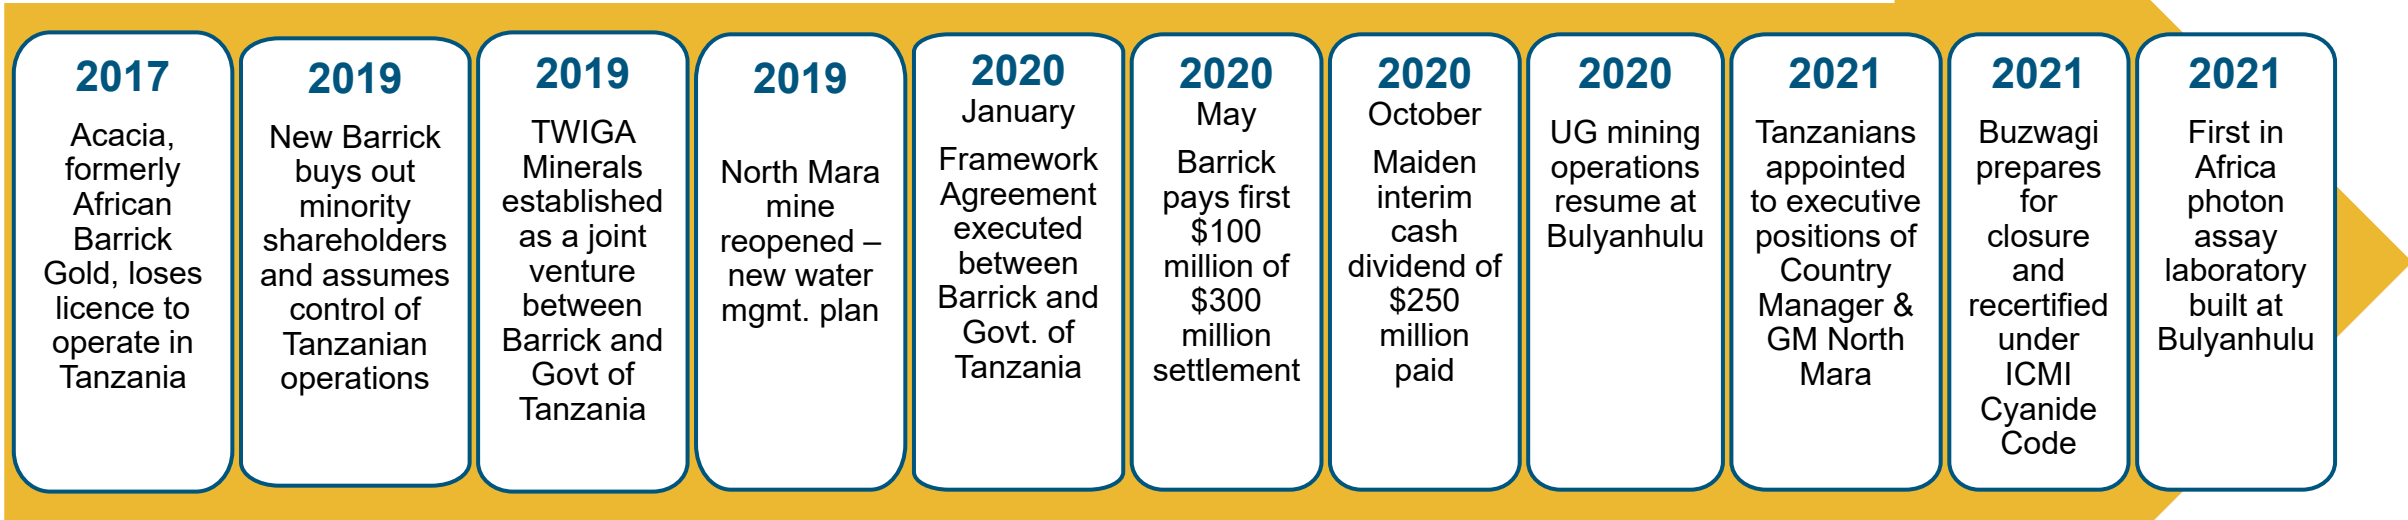 2017
Acacia,
formerly
African
Barrick
Gold, loses
licence to
operate in
Tanzania
2019
New Barrick
buys out
minority
shareholders
and assumes
control of
Tanzanian
operations
2019
TWIGA
Minerals
established
as a joint
venture
between
Barrick and
Govt of
Tanzania
2019
North Mara
mine
reopened –
new water
mgmt. plan
2020
January
Framework
Agreement
executed
between
Barrick and
Govt. of
Tanzania
2020
May
Barrick
pays first
$100
million of
$300
million
settlement
2020
October
Maiden
interim
cash
dividend of
$250
million
paid
2020
UG mining
operations
resume at
Bulyanhulu
2021
Tanzanians
appointed
to executive
positions of
Country
Manager &
GM North
Mara
2021
Buzwagi
prepares
for
closure
and
recertified
under
ICMI
Cyanide
Code
2021
First in
Africa
photon
assay
laboratory
built at
Bulyanhulu